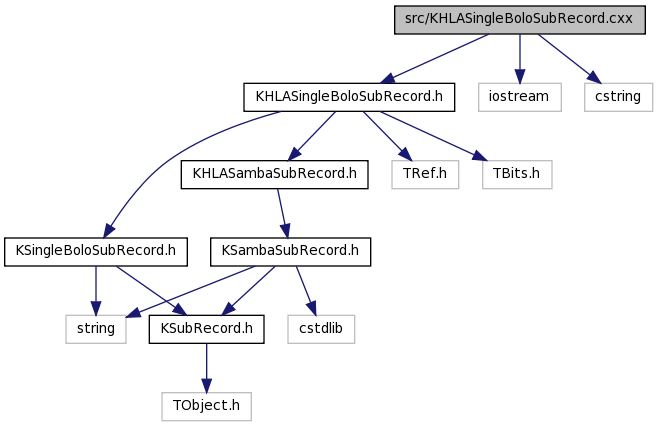 src/KHLASingleBoloSubRecord.cxx
KHLASingleBoloSubRecord.h
iostream
cstring
KHLASambaSubRecord.h
TRef.h
TBits.h
KSingleBoloSubRecord.h
KSambaSubRecord.h
string
KSubRecord.h
cstdlib
TObject.h